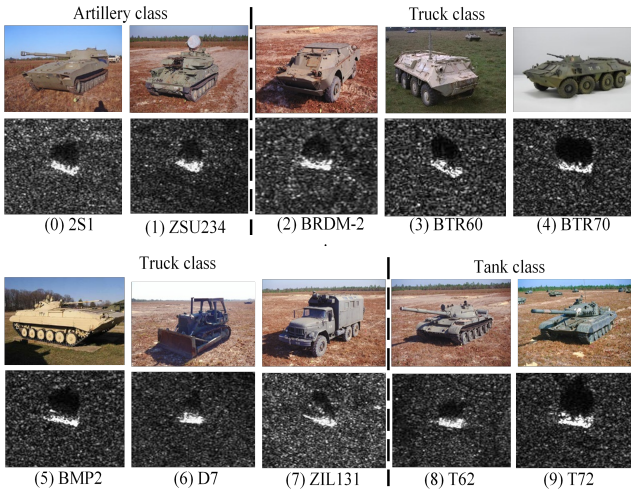 Artillery class
Truck class
(0) 2S1
(1) ZSU234
(2) BRDM-2
(3) BTR60
(4) BTR70
Truck class
Tank class
(5) BMP2
(6) D7
(7) ZIL131
(8) T62
(9) T72